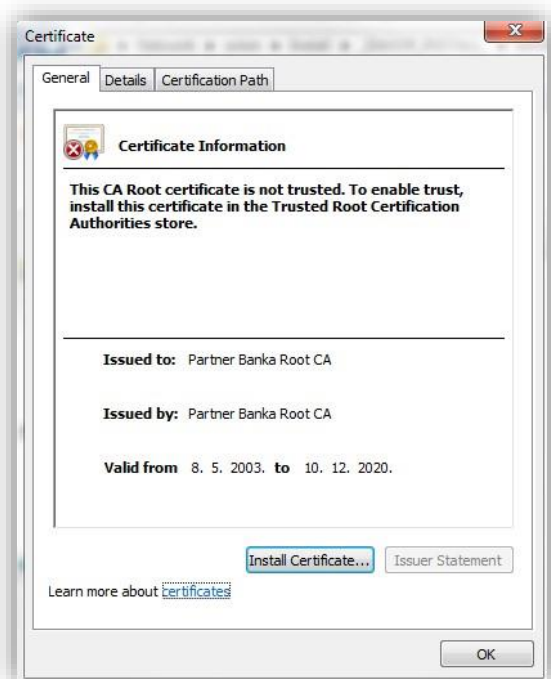 Certificate
General Details Certification Path
Certificate Information
This CA Root certificate is not trusted. To enable trust,
install this certificate in the Trusted Root Certification
Authorities store.
Issued to: Partner Banka Root CA
Issued by: Partner Banka Root CA
Valid from 8. 5. 2003. to 10. 12. 2020.
Install Certificate... Issuer Statement
Learn more about certificates
OK